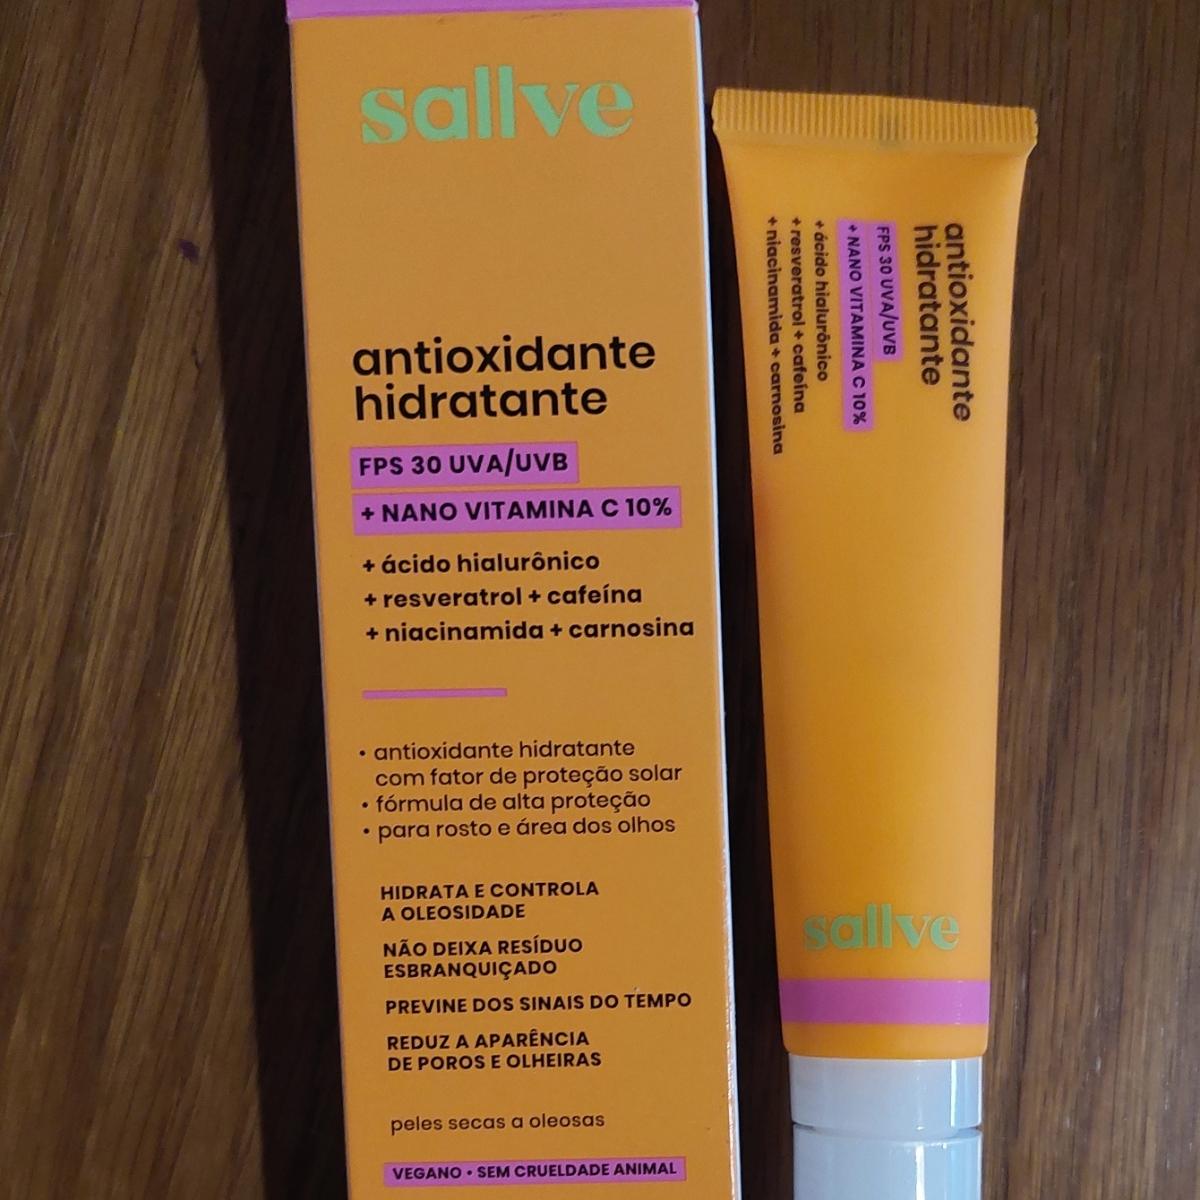 sallve
antioxidante
hidratante
FPS 30 UVA/UVB
+ NANO VITAMINA C 10%
+ ácido hialurônico
+ resveratrol + cafeína
+ niacinamida + carnosina
• antioxidante hidratante
com fator de proteção solar
• fórmula de alta proteção
• para rosto e área dos olhos
HIDRATA E CONTROLA
A OLEOSIDADE
NÃO DEIXA RESÍDUO
ESBRANQUIÇADO
PREVINE DOS SINAIS DO TEMPO
REDUZ A APARÊNCIA
DE POROS E OLHEIRAS
peles secas a oleosas
VEGANO • SEM CRUELDADE ANIMAL
antioxidante
hidratante
FPS 30 UVA/UVB
+ NANO VITAMINA C 10%
+ ácido hialurônico
+ resveratrol + cafeína
+ niacinamida + carnosina
sallve